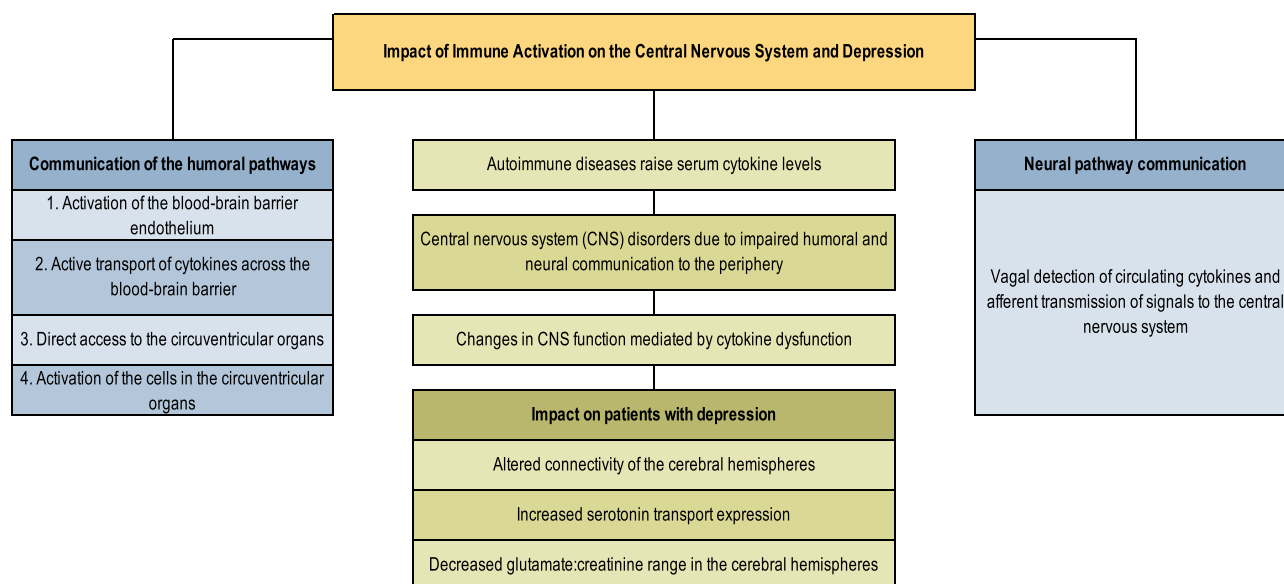 Impact of Immune Activation on the Central Nervous System and Depression
Communication of the humoral pathways
1. Activation of the blood-brain barrier
endothelium
2. Active transport of cytokines across the
blood-brain barrier
3. Direct access to the circuventricular organs
4. Activation of the cells in the circuventricular
organs
Autoimmune diseases raise serum cytokine levels
Central nervous system (CNS) disorders due to impaired humoral and
neural communication to the periphery
Changes in CNS function mediated by cytokine dysfunction
Impact on patients with depression
Altered connectivity of the cerebral hemispheres
Increased serotonin transport expression
Decreased glutamate:creatinine range in the cerebral hemispheres
Neural pathway communication
Vagal detection of circulating cytokines and
afferent transmission of signals to the central
nervous system